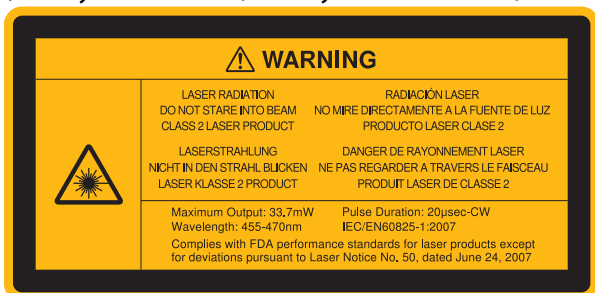 WARNING
LASER RADIATION
DO NOT STARE INTO BEAM
CLASS 2 LASER PRODUCT
RADIACIÓN LASER
NO MIRE DIRECTAMENTE A LA FUENTE DE LUZ
PRODUCTO LASER CLASE 2
LASERSTRAHLUNG
NICHT IN DEN STRAHL BLICKEN
LASER KLASSE 2 PRODUCT
DANGER DE RAYONNEMENT LASER
NE PAS REGARDER A TRAVERS LE FAISCEAU
PRODUIT LASER DE CLASSE 2
Maximum Output: 33.7mW
Wavelength: 455-470nm
Pulse Duration: 20µsec-CW
IEC/EN60825-1:2007
Complies with FDA performance standards for laser products except
for deviations pursuant to Laser Notice No. 50, dated June 24, 2007